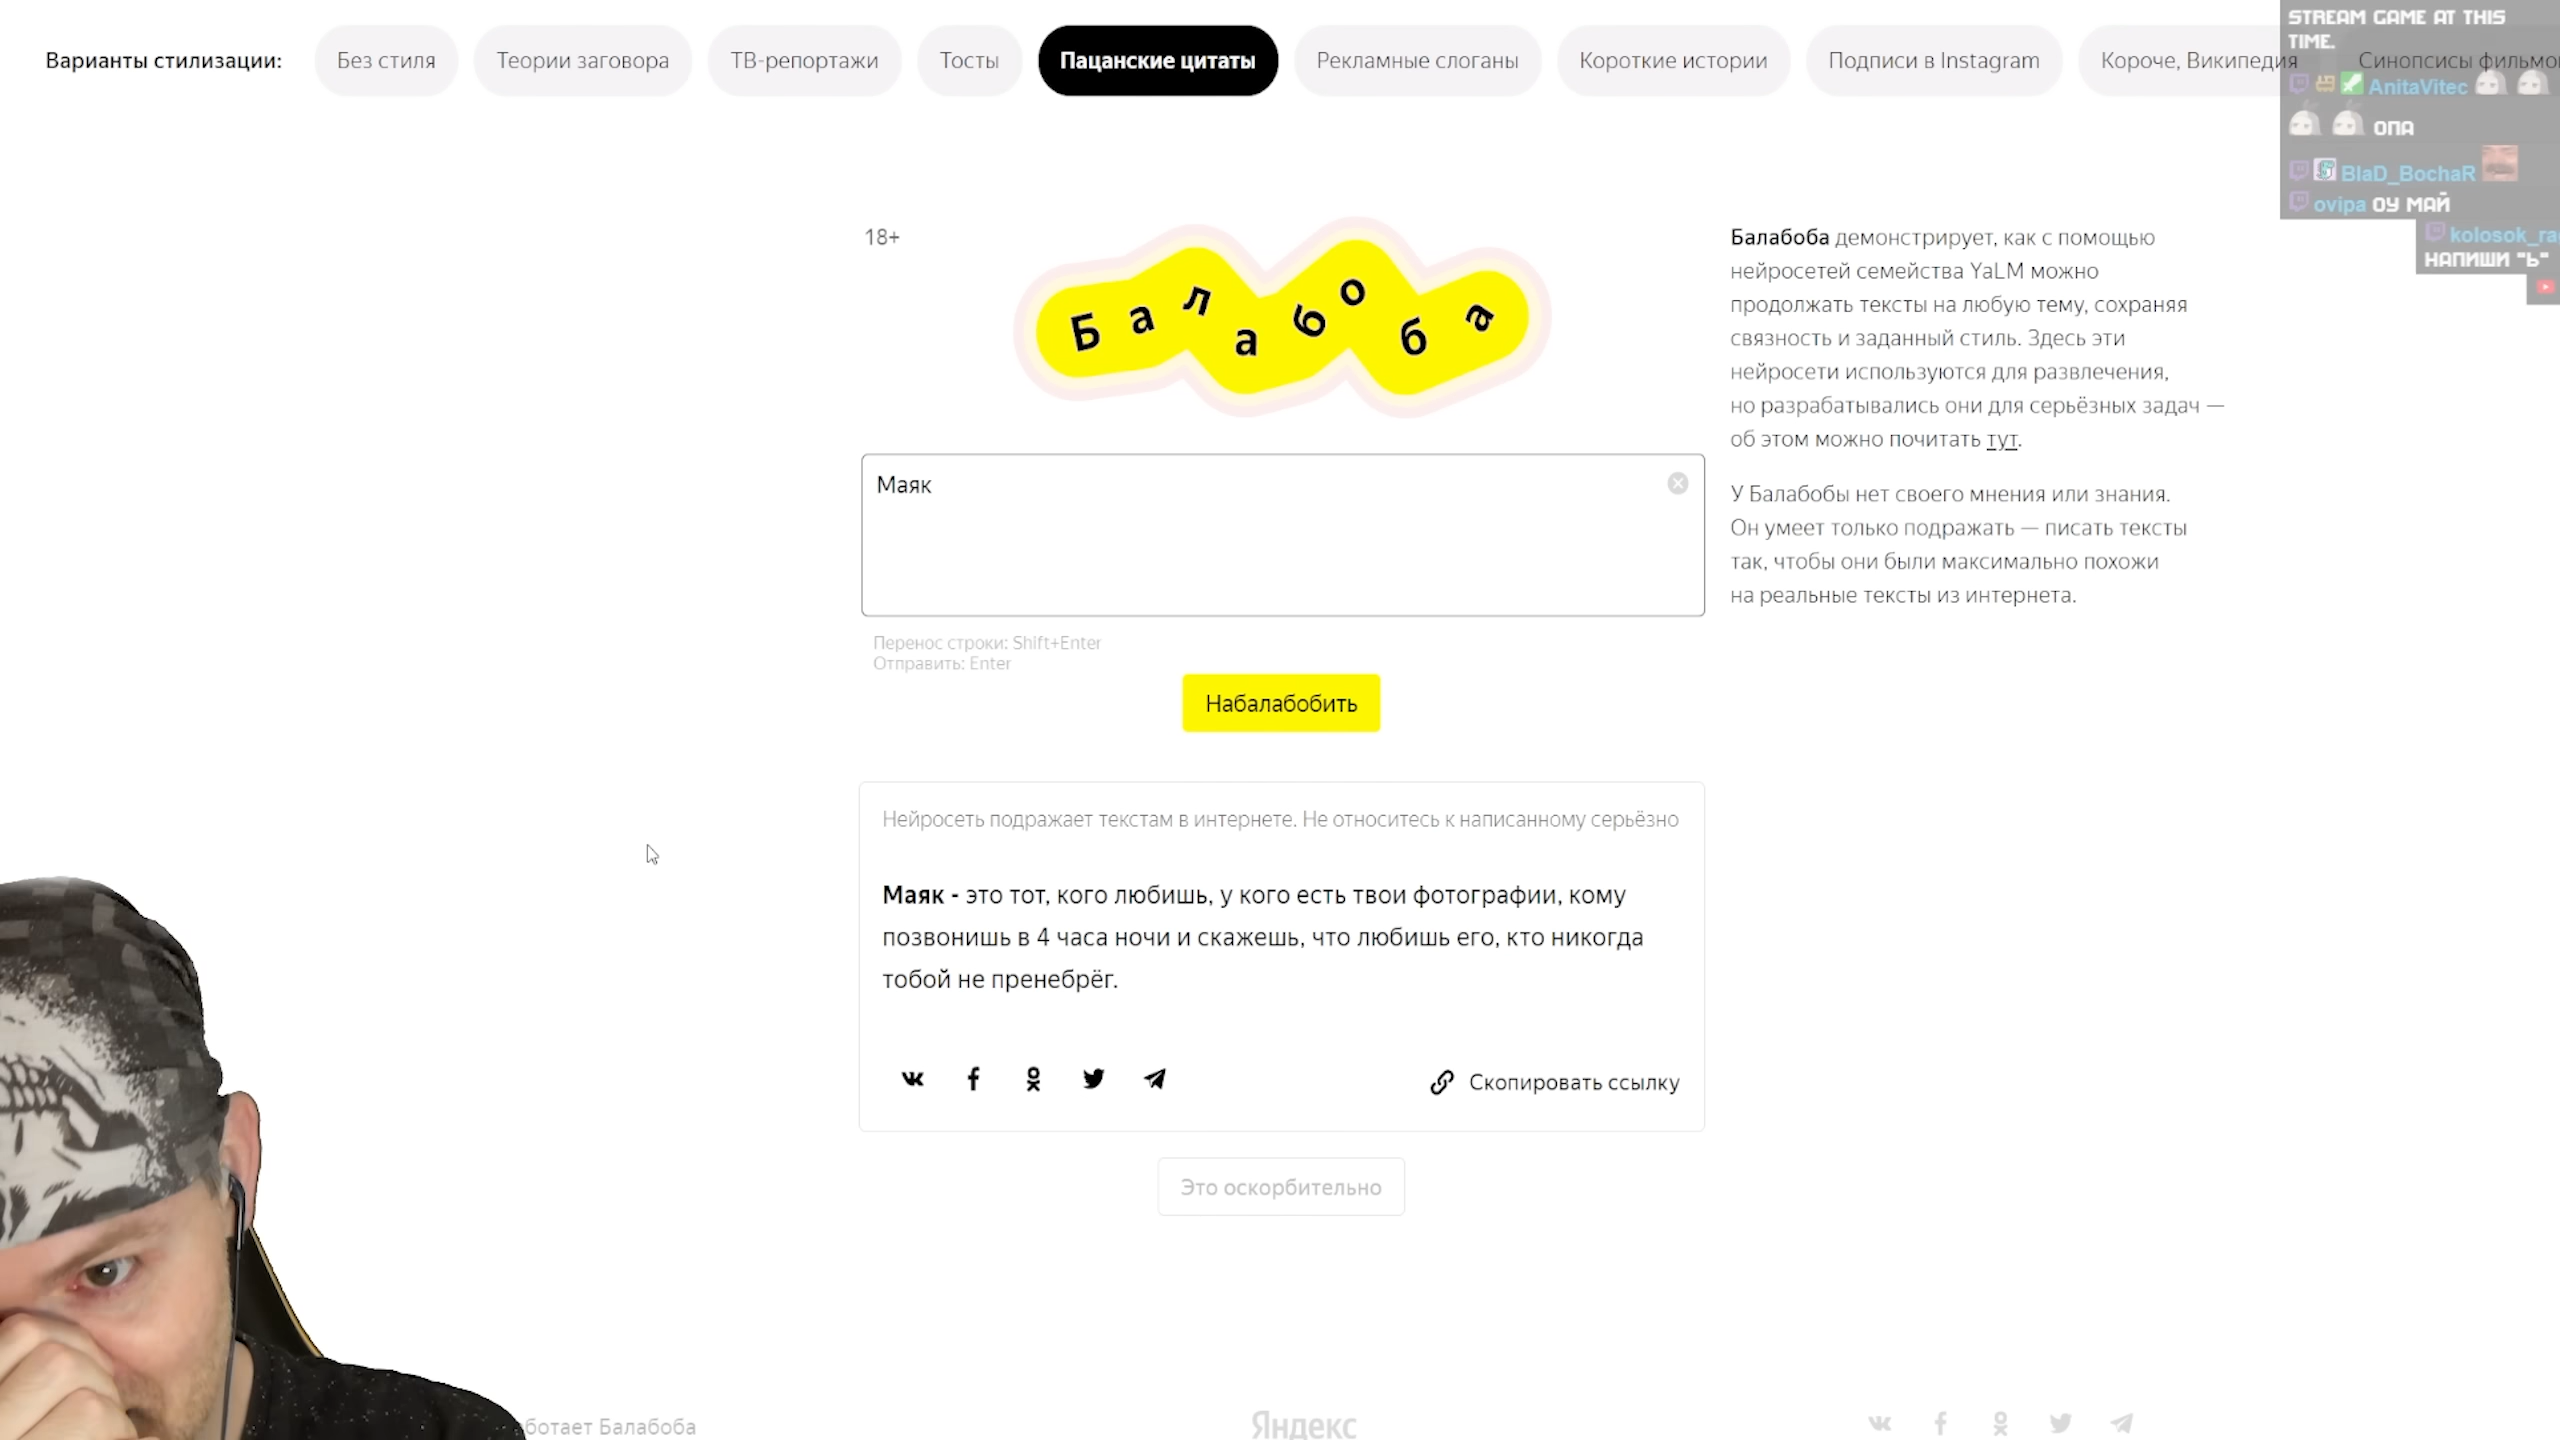 Варианты стилизации:
Без стиля
Теории заговора
ТВ-репортажи
Тосты
Пацанские цитаты
Рекламные слоганы
Короткие истории
Подписи в Instagram
Короче, Википедия
Синопсисы фильмо
STREAM GAME AT THIS
TIME.
AnitaVitec
ОПА
BlaD_BochaR
ovipa ОУ МАЙ
kolosok_ra
НАПИШИ "Ь"
18+
Балабоба
Балабоба демонстрирует, как с помощью
нейросетей семейства YaLM можно
продолжать тексты на любую тему, сохраняя
связность и заданный стиль. Здесь эти
нейросети используются для развлечения,
но разрабатывались они для серьёзных задач —
об этом можно почитать тут.
У Балабобы нет своего мнения или знания.
Он умеет только подражать — писать тексты
так, чтобы они были максимально похожи
на реальные тексты из интернета.
Маяк
Перенос строки: Shift+Enter
Отправить: Enter
Набалабобить
Нейросеть подражает текстам в интернете. Не относитесь к написанному серьёзно
Маяк - это тот, кого любишь, у кого есть твои фотографии, кому
позвонишь в 4 часа ночи и скажешь, что любишь его, кто никогда
тобой не пренебрёг.
Скопировать ссылку
Это оскорбительно
ботает Балабоба
Яндекс